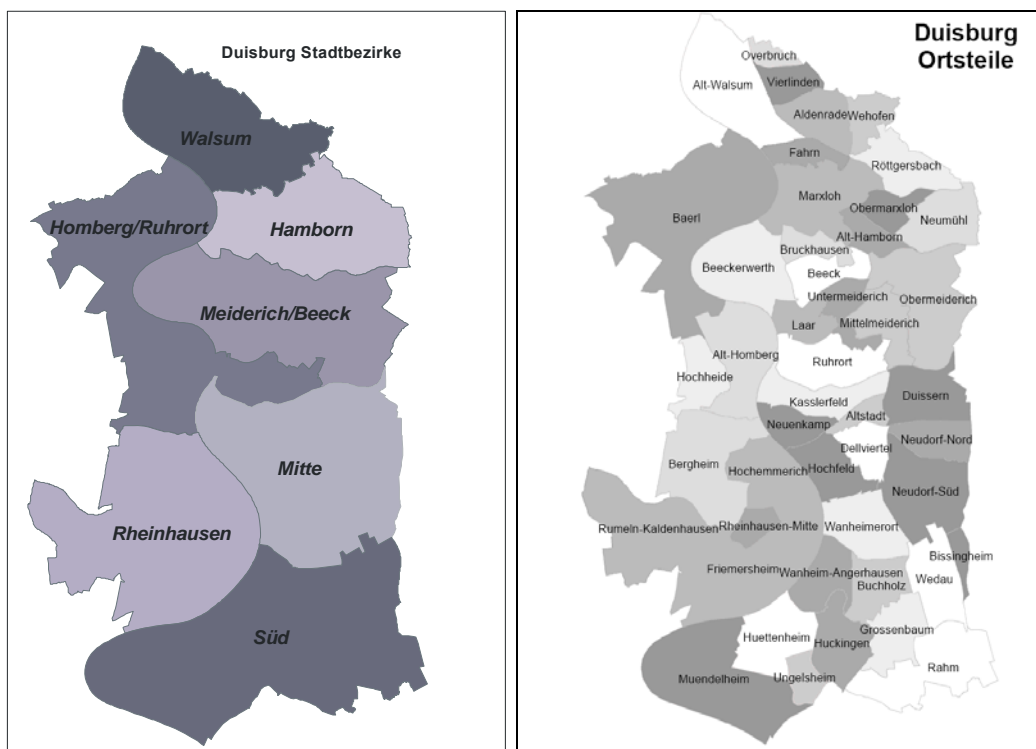 Duisburg Stadtbezirke
Walsum
Homberg/Ruhrort
Hamborn
Meiderich/Beeck
Mitte
Rheinhausen
Süd
Duisburg
Ortsteile
Overbruch
Alt-Walsum
Vierlinden
Aldenrade
Wehofen
Fahrn
Röttgersbach
Marxloh
Obermarxloh
Baerl
Neumühl
Alt-Hamborn
Bruckhausen
Beeckerwerth
Beeck
Untermeiderich
Obermeiderich
Laar
Mittelmeiderich
Alt-Homberg
Ruhrort
Hochheide
Duissern
Kasslerfeld
Altstadt
Neuenkamp
Neudorf-Nord
Dellviertel
Bergheim
Hochemmerich
Hochfeld
Neudorf-Süd
Rumeln-Kaldenhausen
Rheinhausen-Mitte
Wanheimerort
Bissingheim
Friemersheim
Wanheim-Angerhausen
Wedau
Buchholz
Grossenbaum
Huettenheim
Huckingen
Rahm
Muendelheim
Ungelsheim